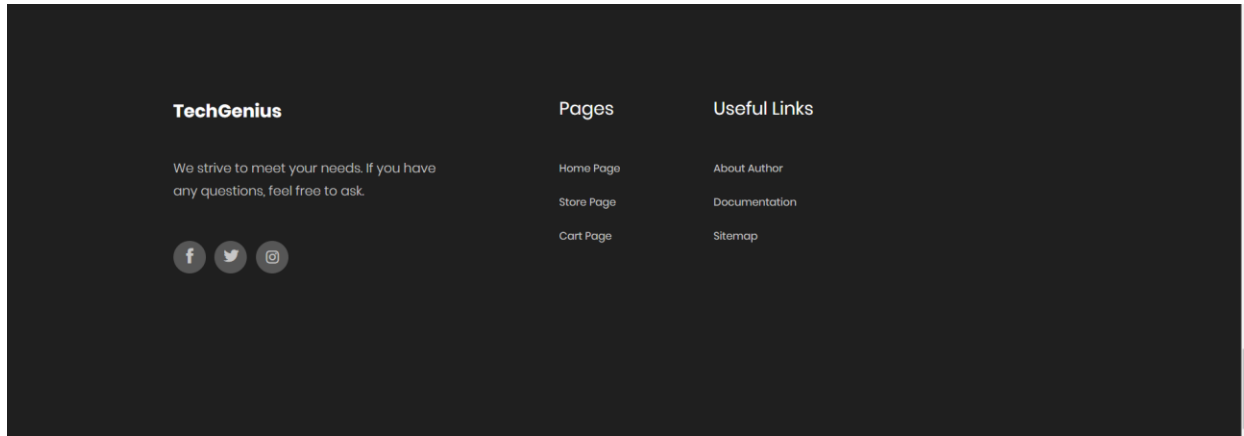 TechGenius
We strive to meet your needs. If you have
any questions, feel free to ask.
Pages
Home Page
Store Page
Cart Page
Useful Links
About Author
Documentation
Sitemap